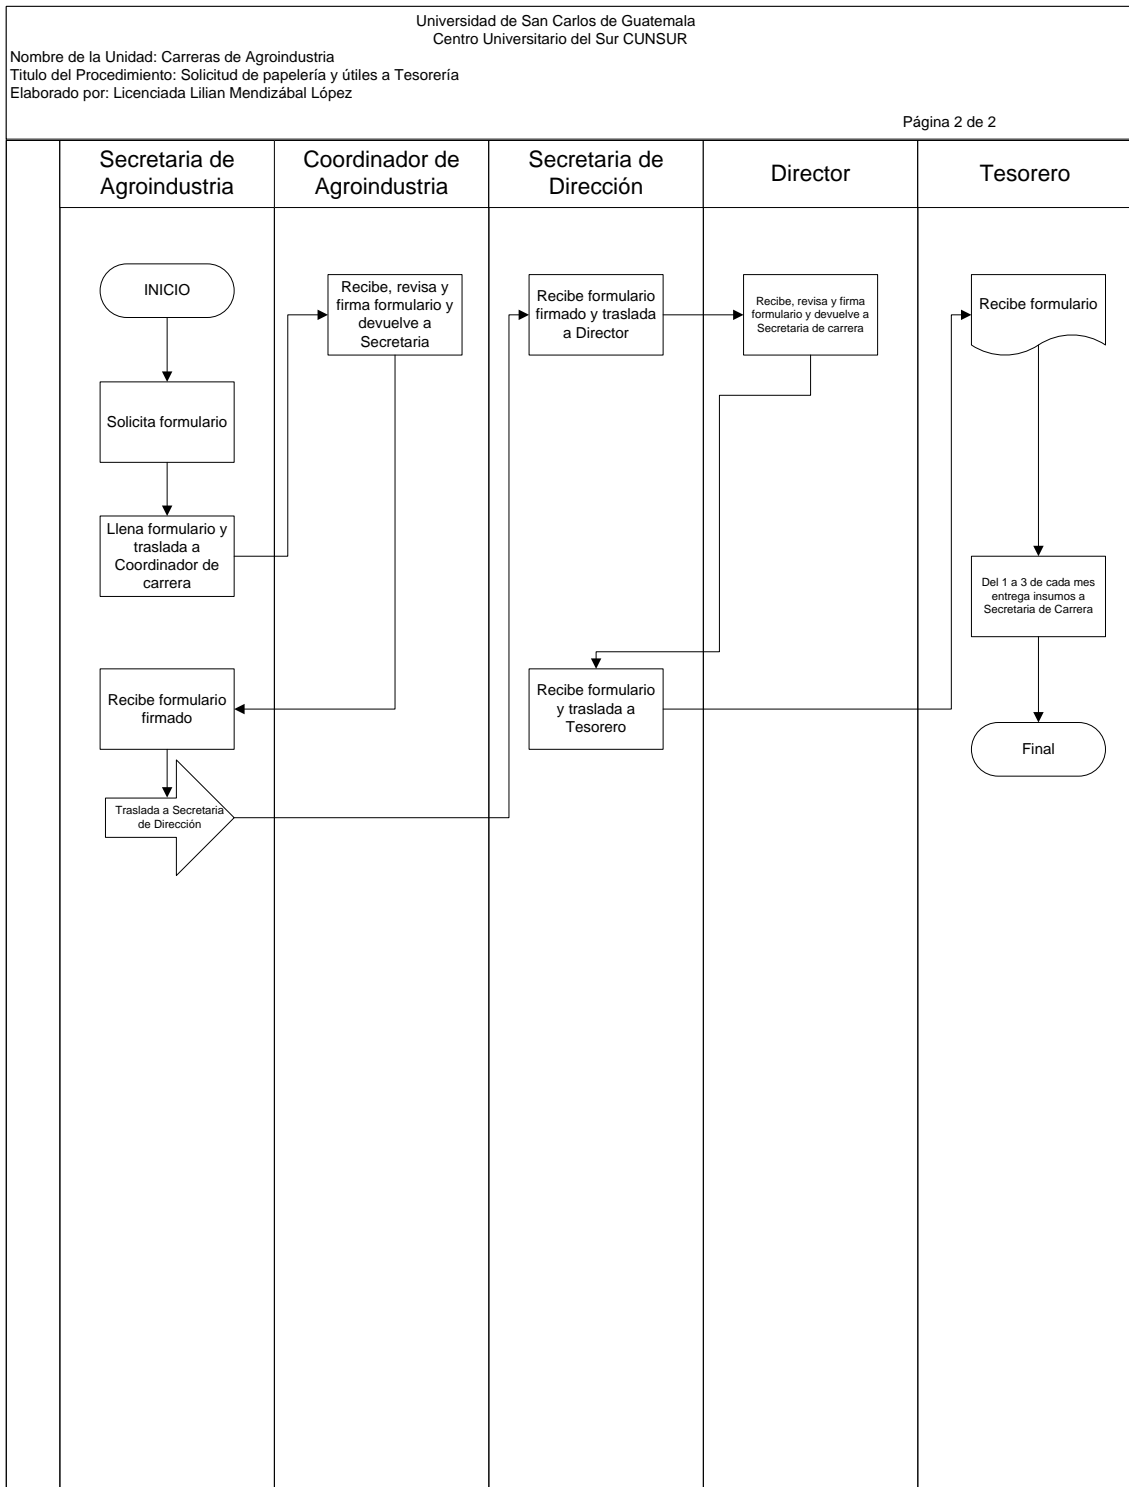 Universidad de San Carlos de Guatemala
Centro Universitario del Sur CUNSUR
Nombre de la Unidad: Carreras de Agroindustria
Titulo del Procedimiento: Solicitud de papelería y útiles a Tesorería
Elaborado por: Licenciada Lilian Mendizábal López
Página 2 de 2
Secretaria de
Agroindustria
Coordinador de
Agroindustria
Secretaria de
Dirección
Director
Tesorero
INICIO
Solicita formulario
Llena formulario y
traslada a
Coordinador de
carrera
Recibe formulario
firmado
Traslada a Secretaria
de Dirección
Recibe, revisa y
firma formulario y
devuelve a
Secretaria
Recibe formulario
firmado y traslada
a Director
Recibe formulario
y traslada a
Tesorero
Recibe, revisa y firma
formulario y devuelve a
Secretaria de carrera
Recibe formulario
Del 1 a 3 de cada mes
entrega insumos a
Secretaria de Carrera
Final